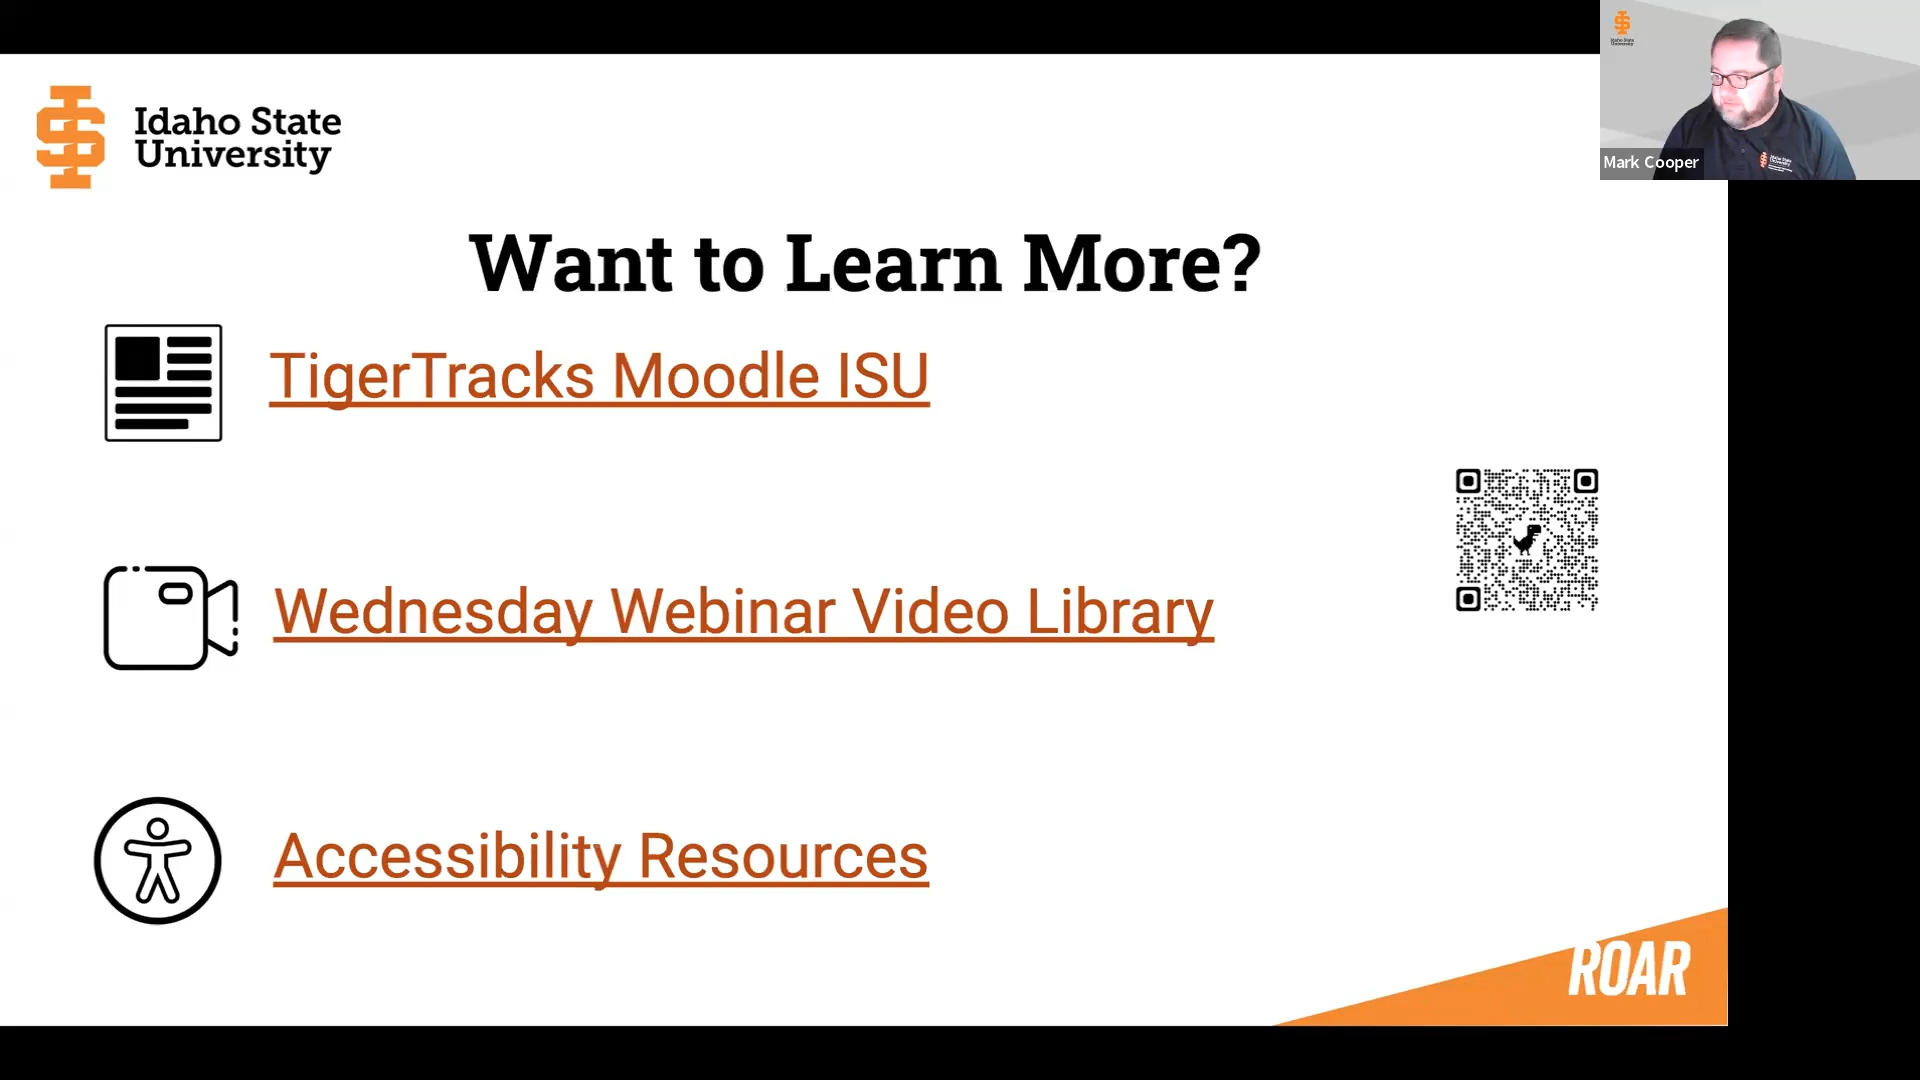 Idaho State
University
Mark Cooper
Want to Learn More?
TigerTracks Moodle ISU
Wednesday Webinar Video Library
Accessibility Resources
ROAR